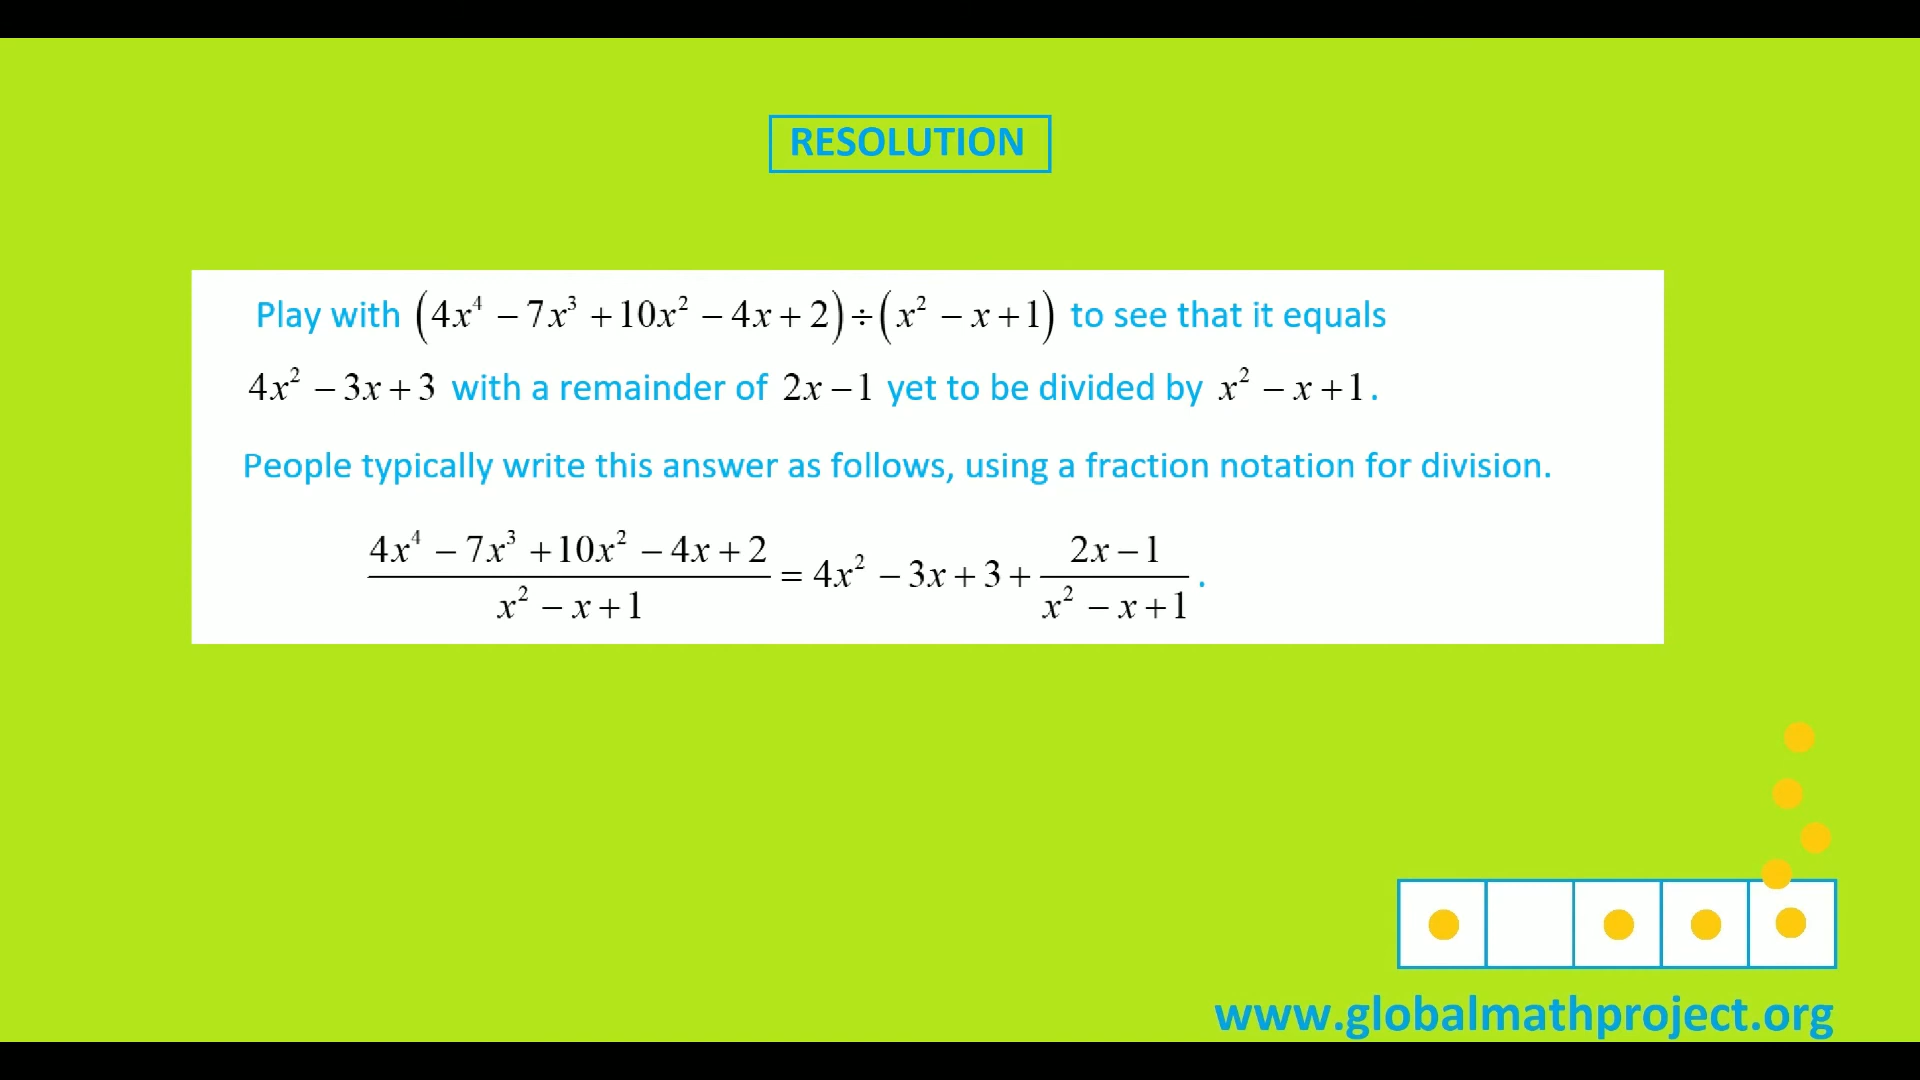 RESOLUTION
Play with (4x⁴ − 7x³ + 10x² − 4x + 2) ÷ (x² − x + 1) to see that it equals
4x² − 3x + 3 with a remainder of 2x − 1 yet to be divided by x² − x + 1.
People typically write this answer as follows, using a fraction notation for division.
(4x⁴ − 7x³ + 10x² − 4x + 2)/(x² − x + 1) = 4x² − 3x + 3 + (2x − 1)/(x² − x + 1).
www.globalmathproject.org